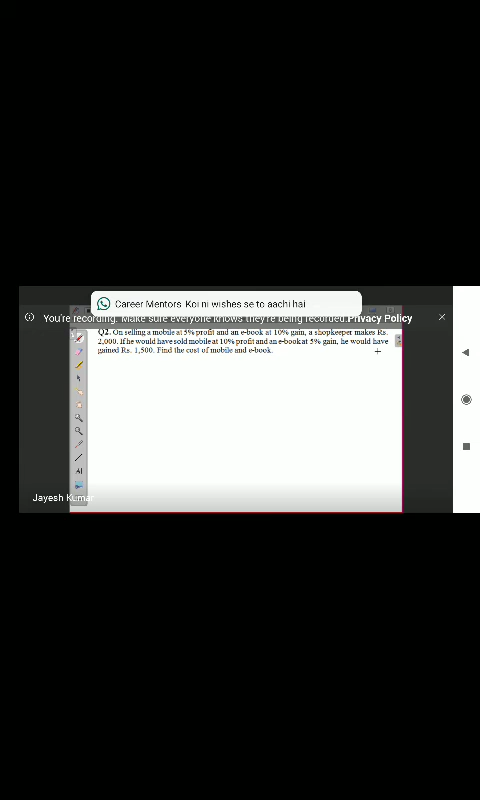 Career Mentors Koi ni wishes se to aachi hai
You're recording. Make sure everyone knows they're being recorded. Privacy Policy
Q2. On selling a mobile at 5% profit and an e-book at 10% gain, a shopkeeper makes Rs.
2,000. If he would have sold mobile at 10% profit and an e-book at 5% gain, he would have
gained Rs. 1,500. Find the cost of mobile and e-book.
AI
Jayesh Kumar